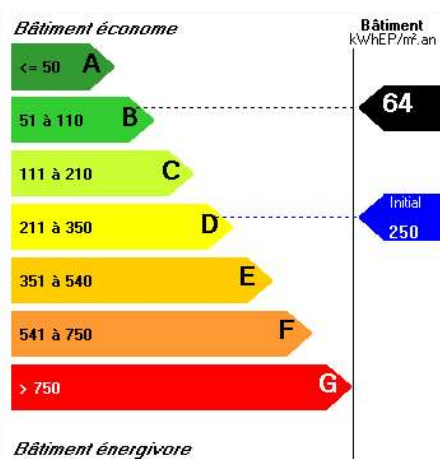 Bâtiment économe
Bâtiment
kWhEP/m².an
<= 50 A
51 à 110 B
64
111 à 210 C
Initial
211 à 350 D
250
351 à 540 E
541 à 750 F
> 750 G
Bâtiment énergivore